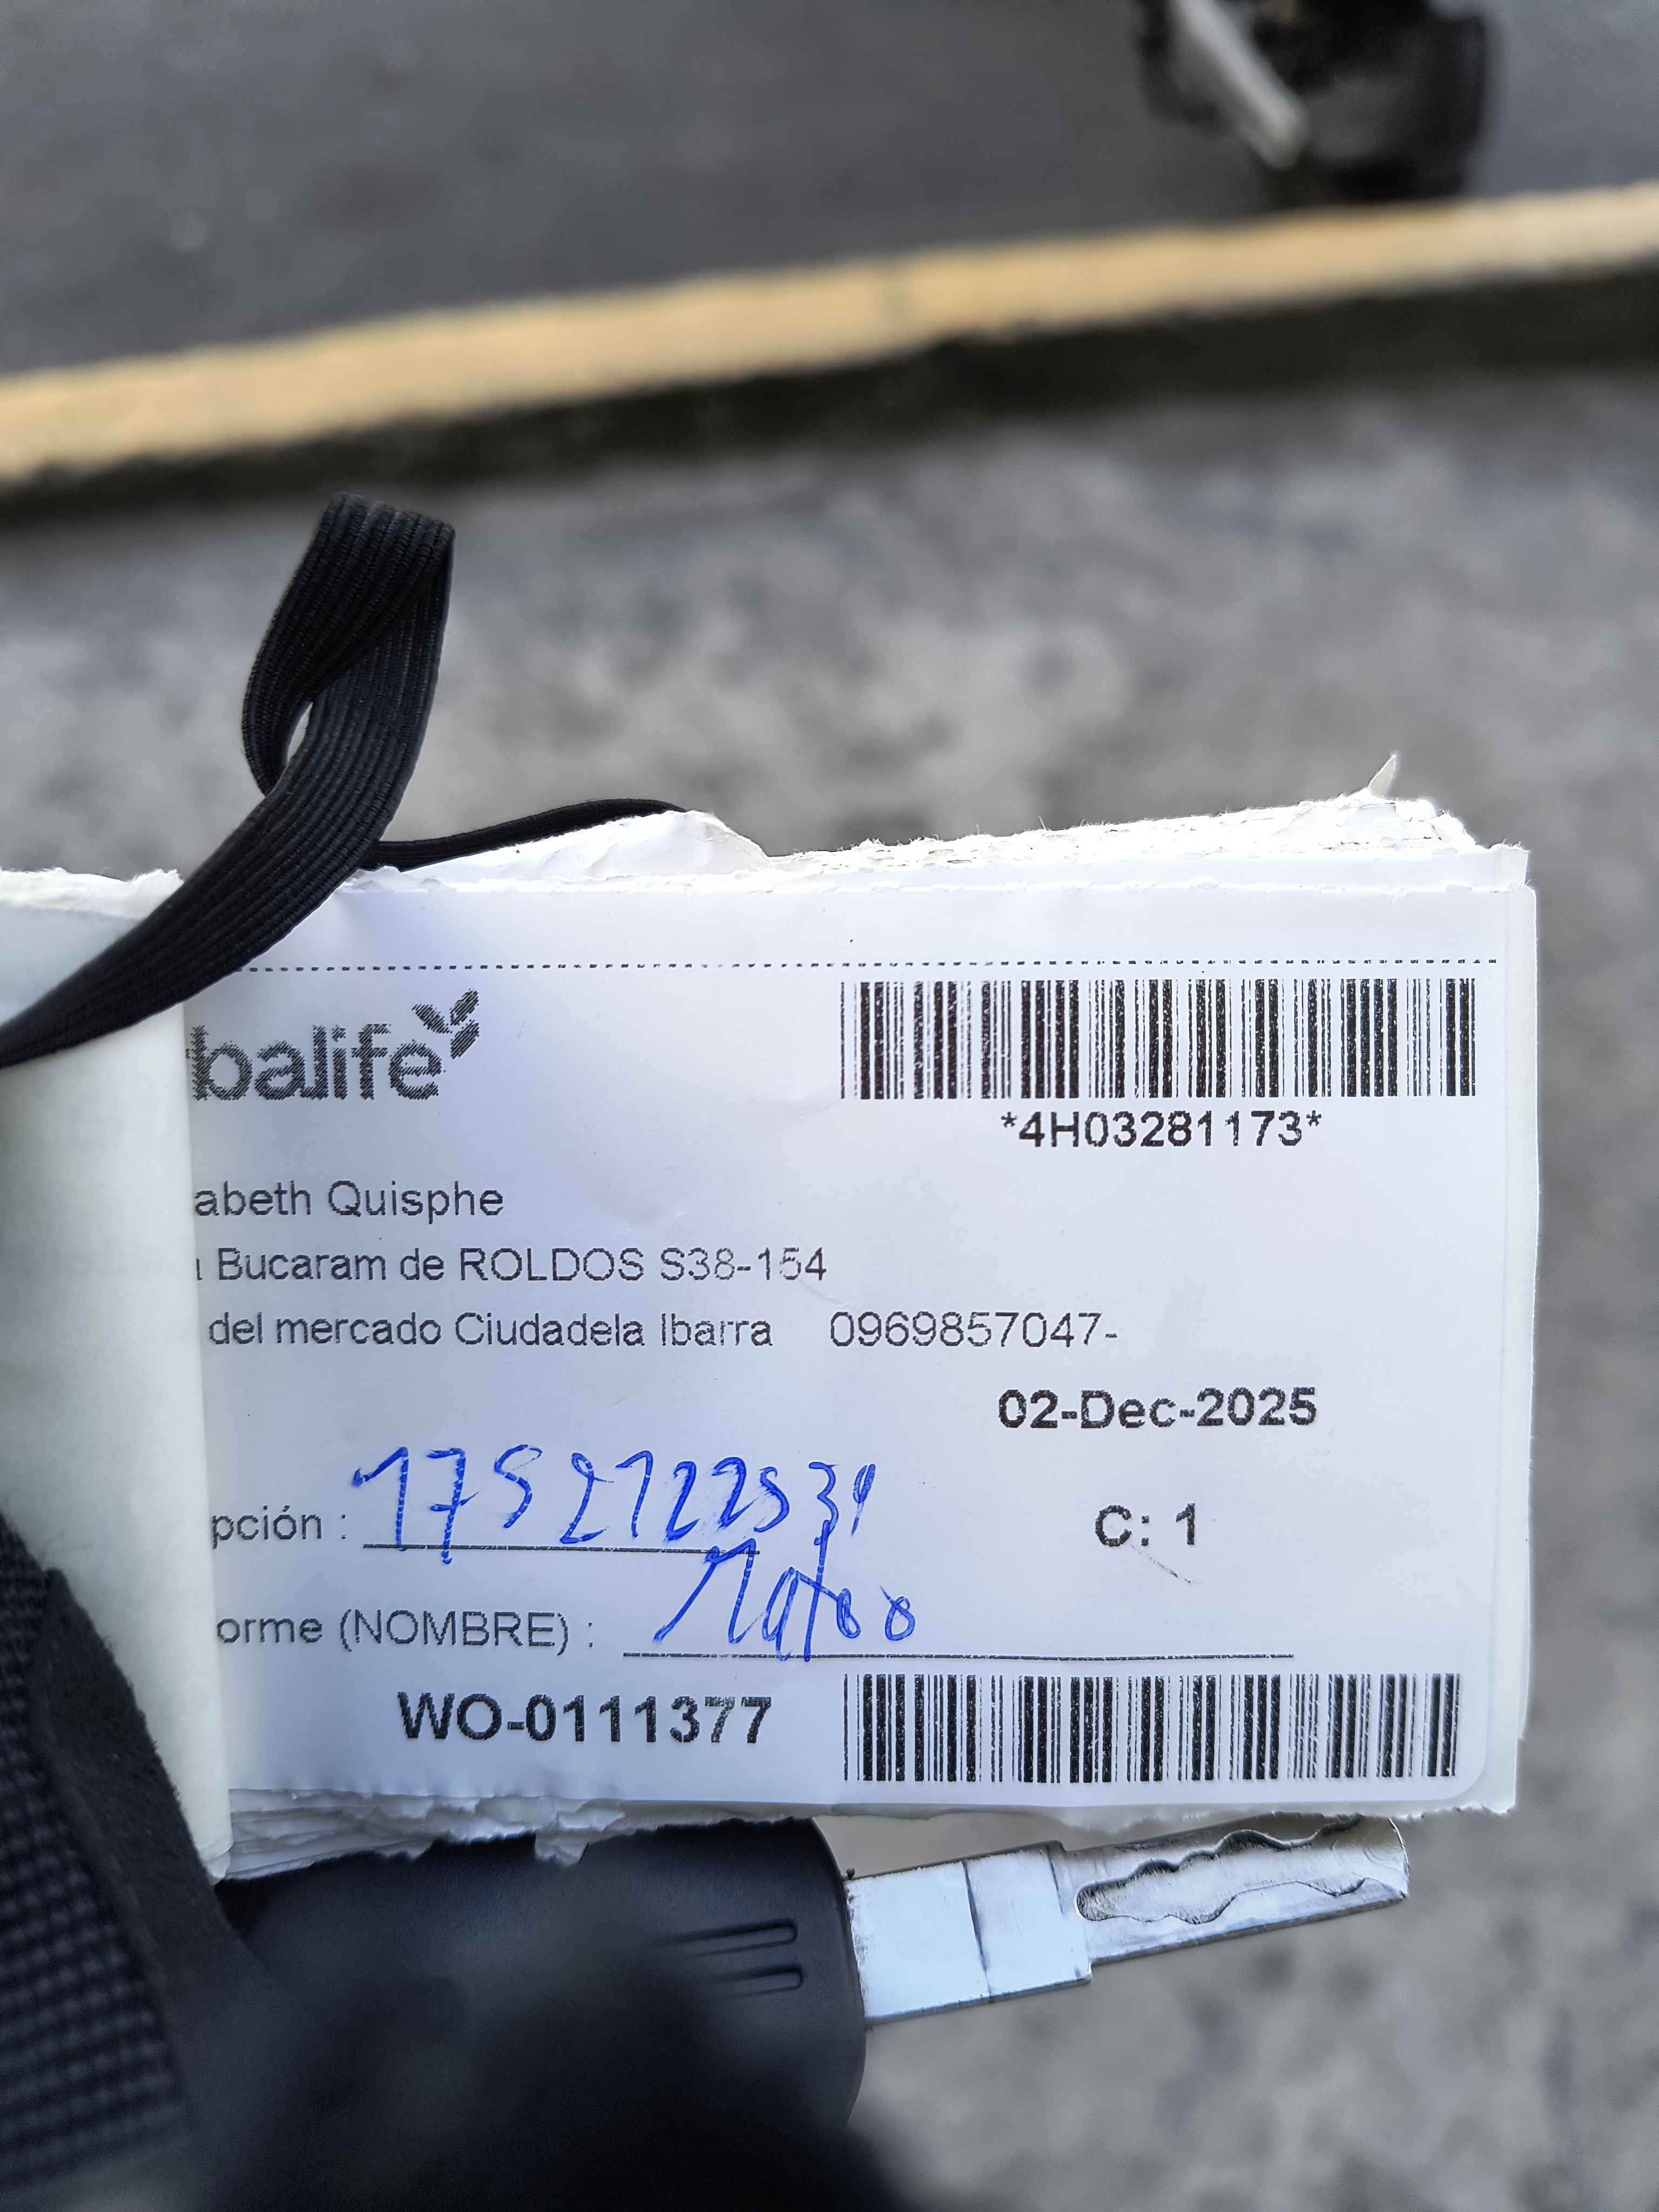 balife
*4H03281173*
abeth Quisphe
Bucaram de ROLDOS S38-154
del mercado Ciudadela Ibarra 0969857047-
02-Dec-2025
pción :
C: 1
orme (NOMBRE) :
WO-0111377